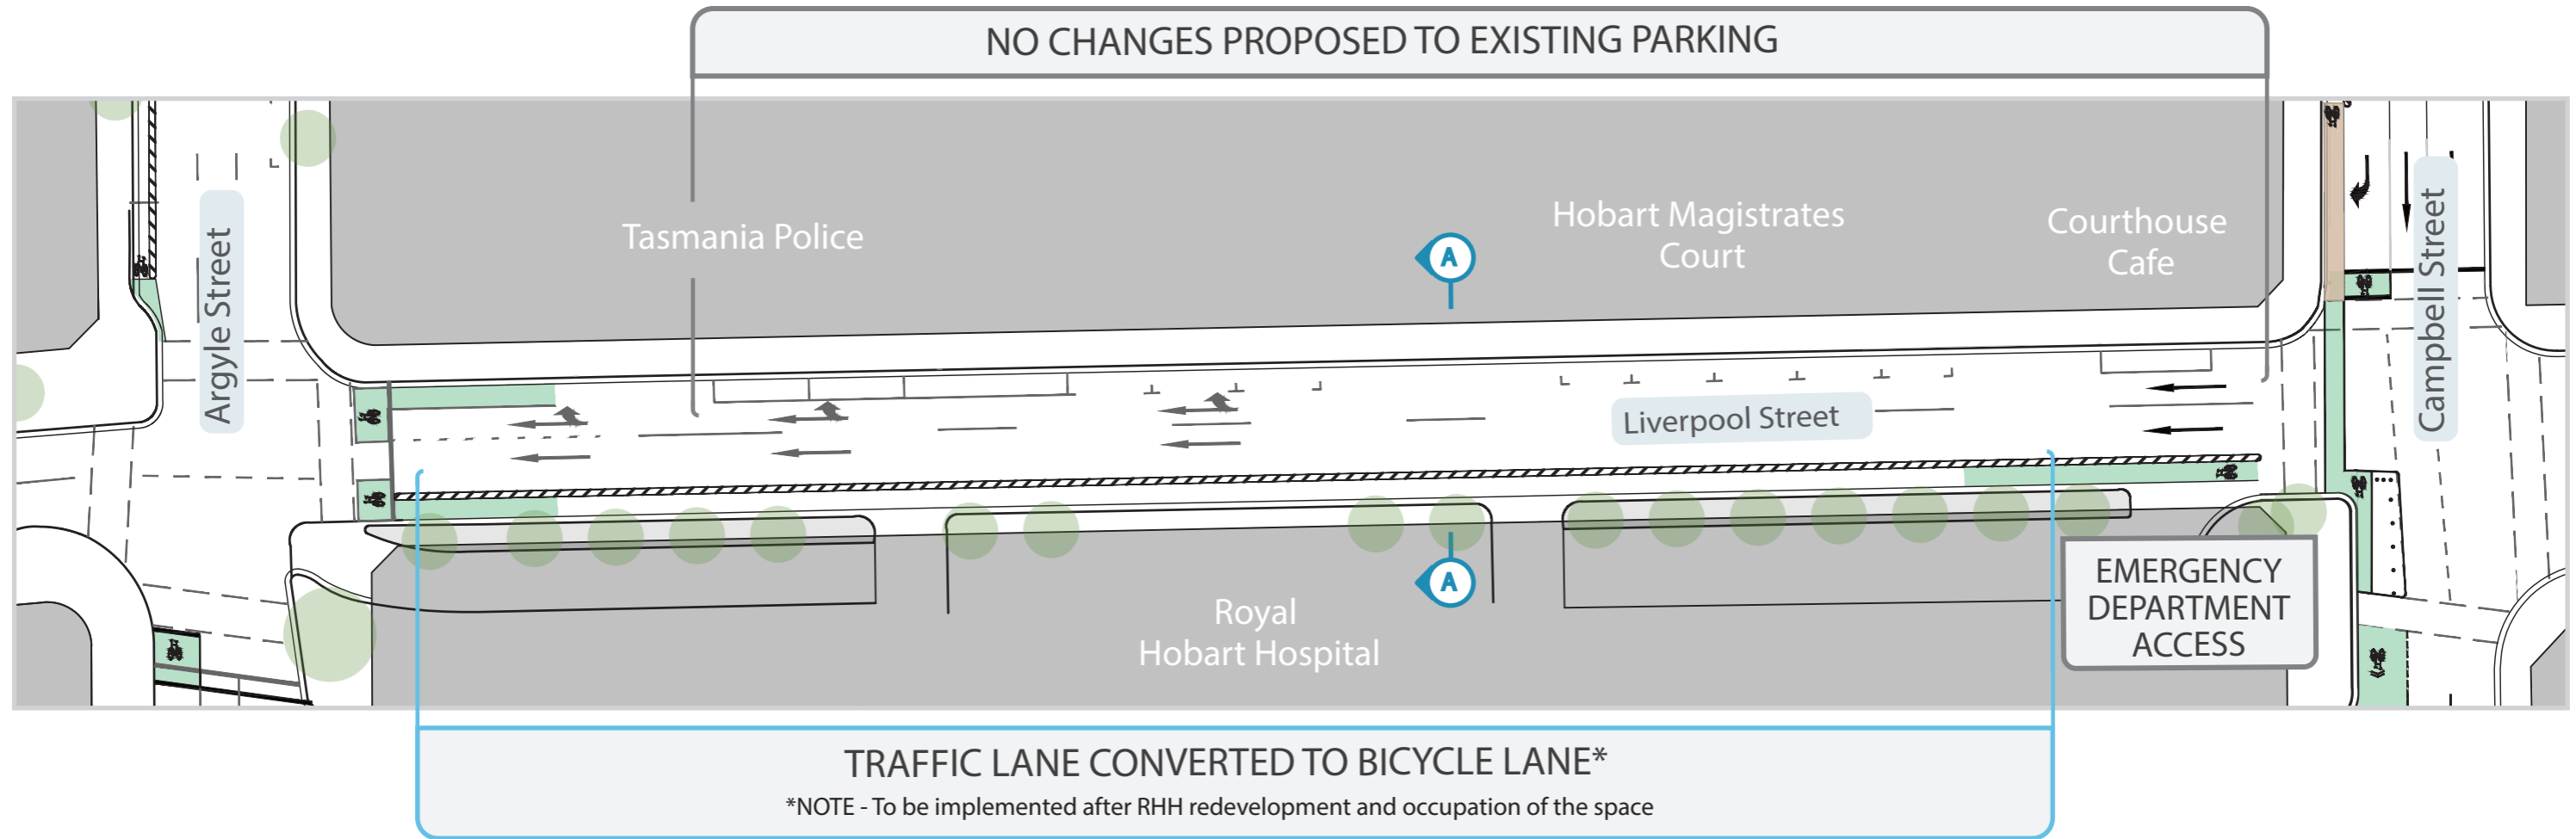 NO CHANGES PROPOSED TO EXISTING PARKING
Argyle Street
Tasmania Police
A
Hobart Magistrates
Court
Courthouse
Cafe
Campbell Street
Liverpool Street
A
Royal
Hobart Hospital
EMERGENCY
DEPARTMENT
ACCESS
TRAFFIC LANE CONVERTED TO BICYCLE LANE*
*NOTE - To be implemented after RHH redevelopment and occupation of the space